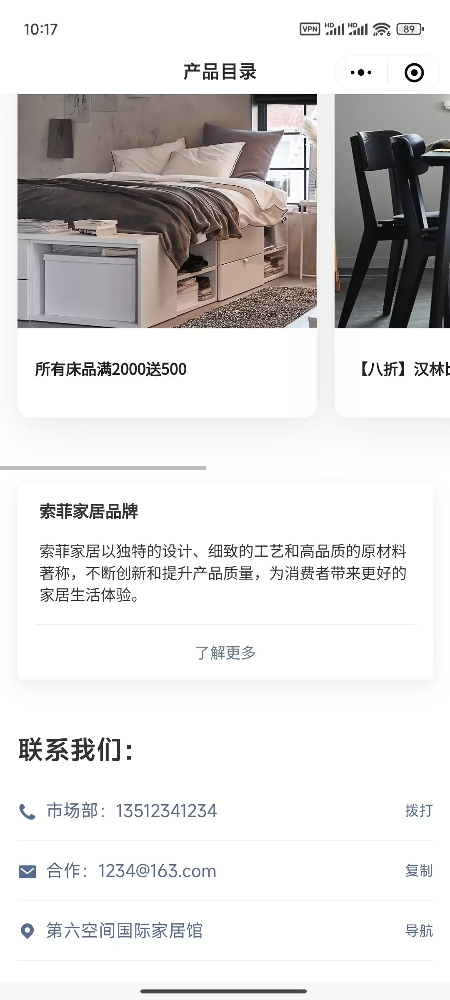 10:17
VPN HD HD 6 89
产品目录
INTERIOR DESIGN
所有床品满2000送500
【八折】汉林
索菲家居品牌
索菲家居以独特的设计、细致的工艺和高品质的原材料
著称，不断创新和提升产品质量，为消费者带来更好的
家居生活体验。
了解更多
联系我们：
市场部：13512341234
拨打
合作：1234@163.com
复制
第六空间国际家居馆
导航